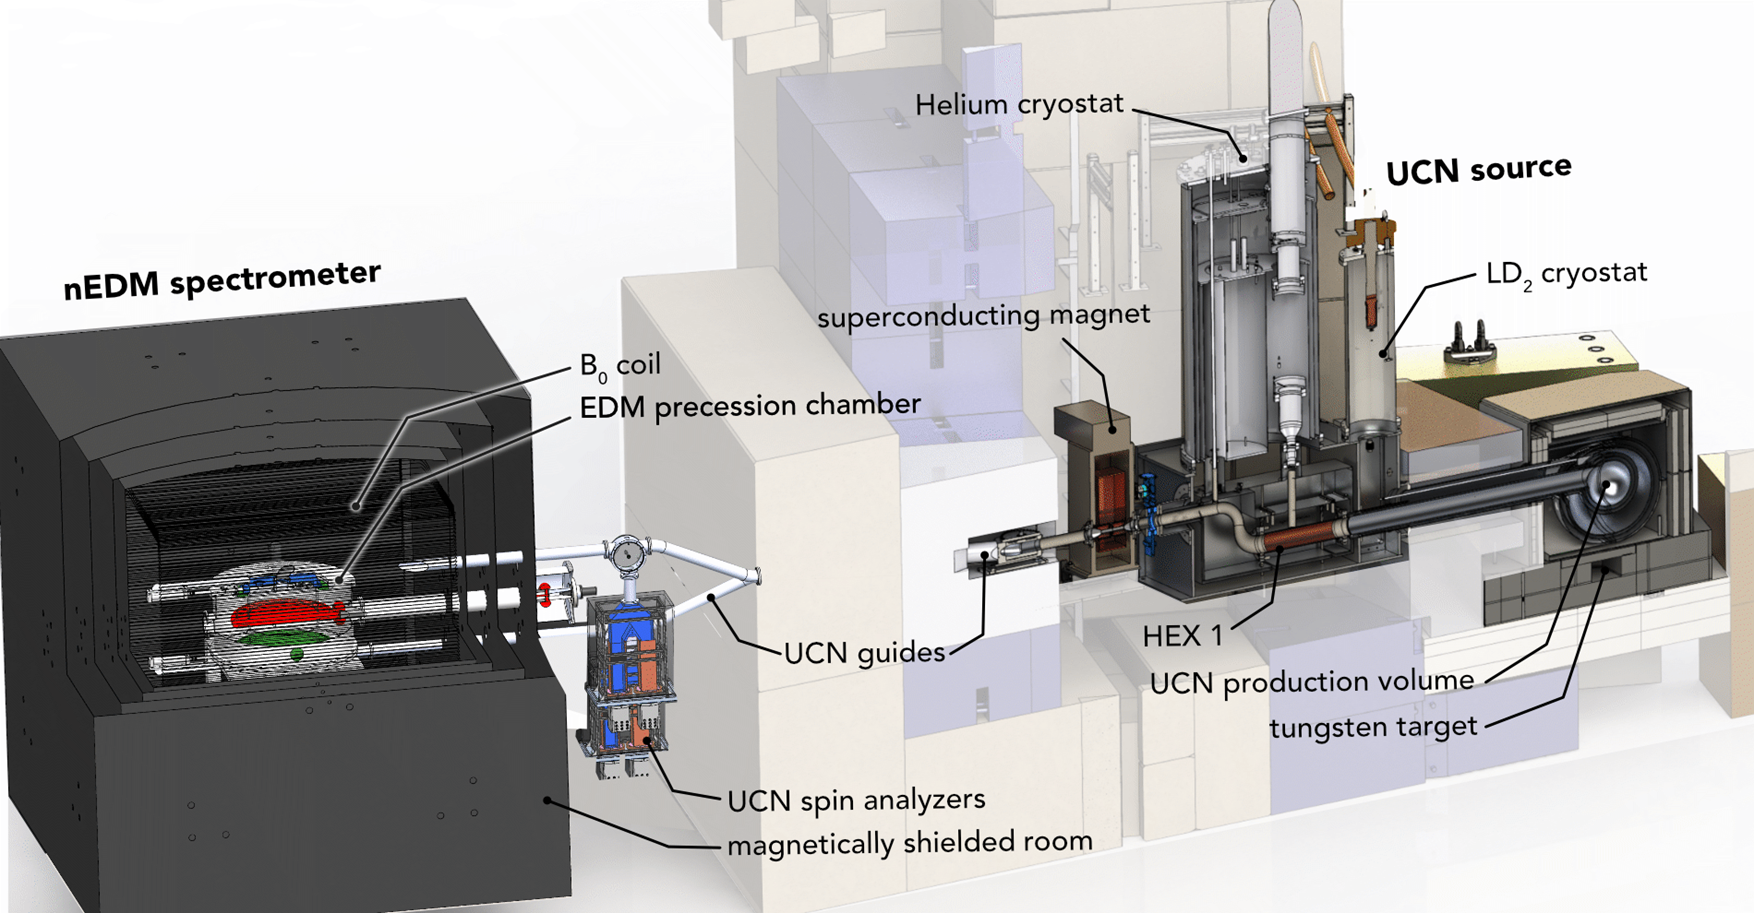 Helium cryostat
UCN source
nEDM spectrometer
LD2 cryostat
superconducting magnet
B0 coil
EDM precession chamber
UCN guides
HEX 1
UCN production volume
tungsten target
UCN spin analyzers
magnetically shielded room